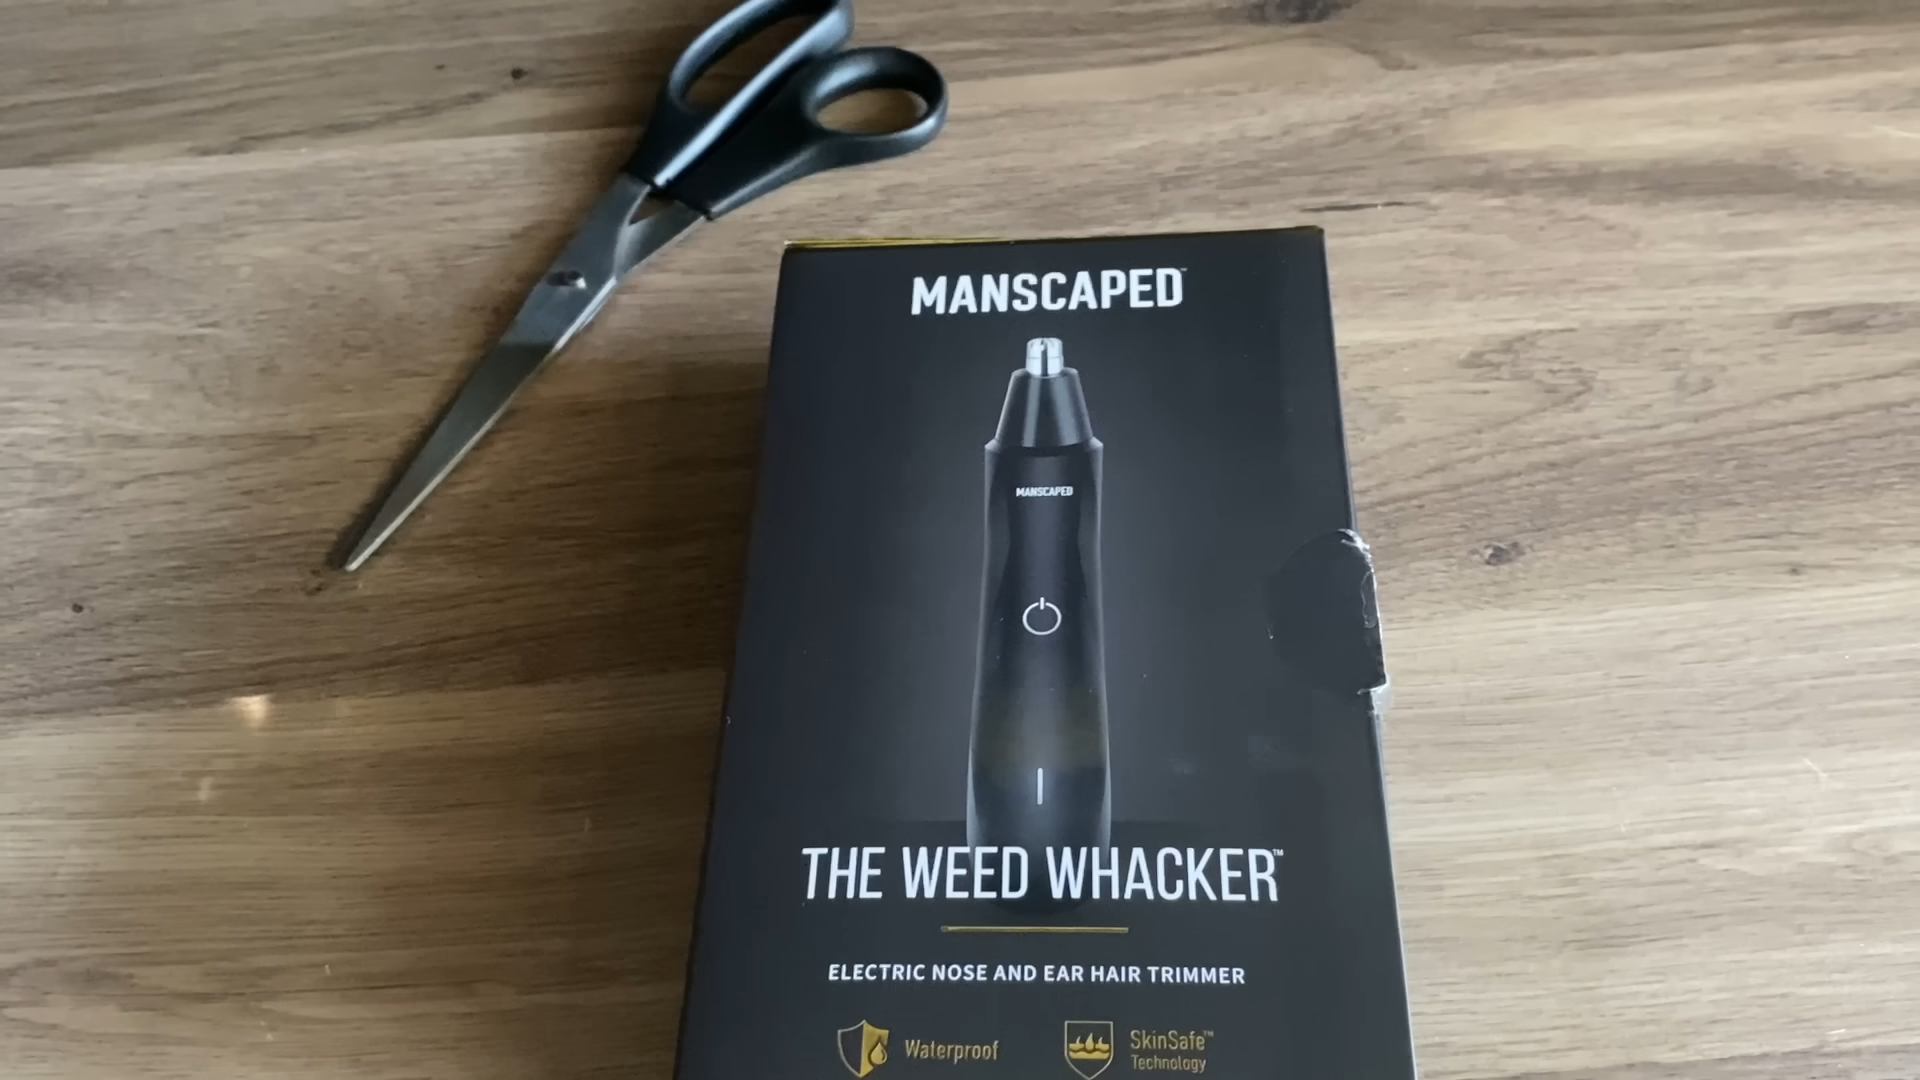 MANSCAPED™
MANSCAPED
THE WEED WHACKER™
ELECTRIC NOSE AND EAR HAIR TRIMMER
Waterproof
SkinSafe™
Technology